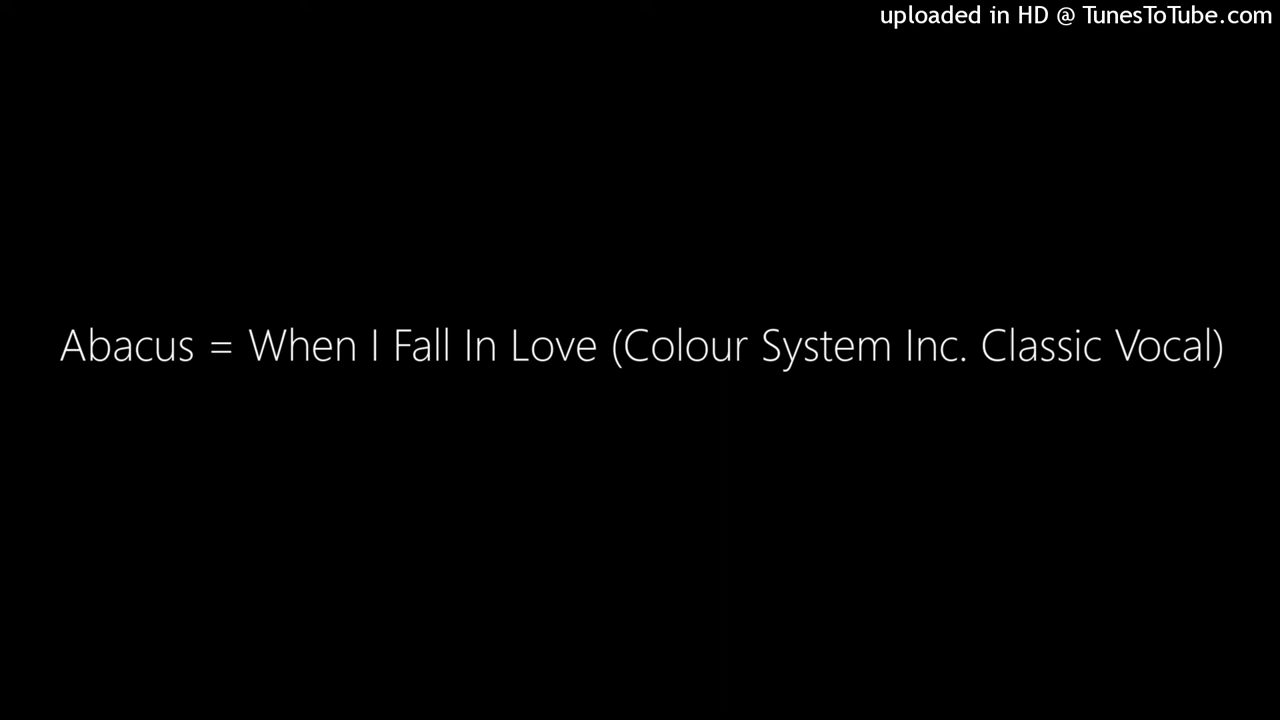 uploaded in HD @ TunesToTube.com
Abacus = When I Fall In Love (Colour System Inc. Classic Vocal)